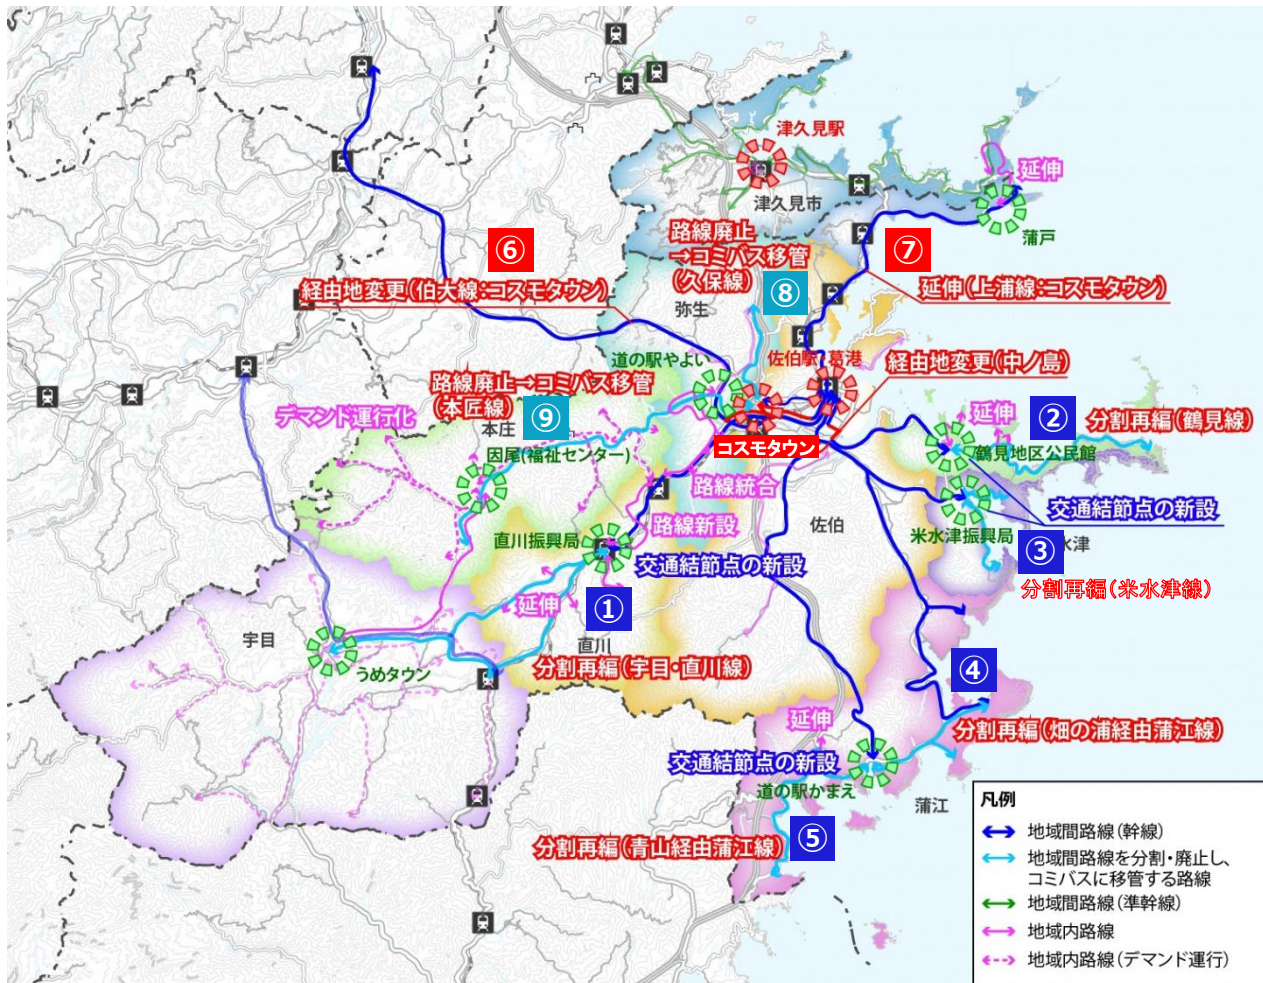 津久見駅
延伸
津久見市
蒲戸
路線廃止
→コミバス移管
(久保線)
⑥
⑦
経由地変更(伯大線:コスモタウン)
⑧
延伸(上浦線:コスモタウン)
弥生
道の駅やよい
佐伯駅・葛港
経由地変更(中ノ島)
路線廃止→コミバス移管
(本匠線)
⑨
デマンド運行化
本庄
因尾(福祉センター)
コスモタウン
延伸
②
分割再編(鶴見線)
鶴見地区公民館
路線統合
交通結節点の新設
路線新設
佐伯
米水津振興局
③
水津
直川振興局
交通結節点の新設
分割再編(米水津線)
延伸
①
直川
宇目
うめタウン
分割再編(宇目・直川線)
④
延伸
分割再編(畑の浦経由蒲江線)
交通結節点の新設
道の駅かまえ
蒲江
⑤
分割再編(青山経由蒲江線)
凡例
地域間路線(幹線)
地域間路線を分割・廃止し、
コミバスに移管する路線
地域間路線(準幹線)
地域内路線
地域内路線(デマンド運行)